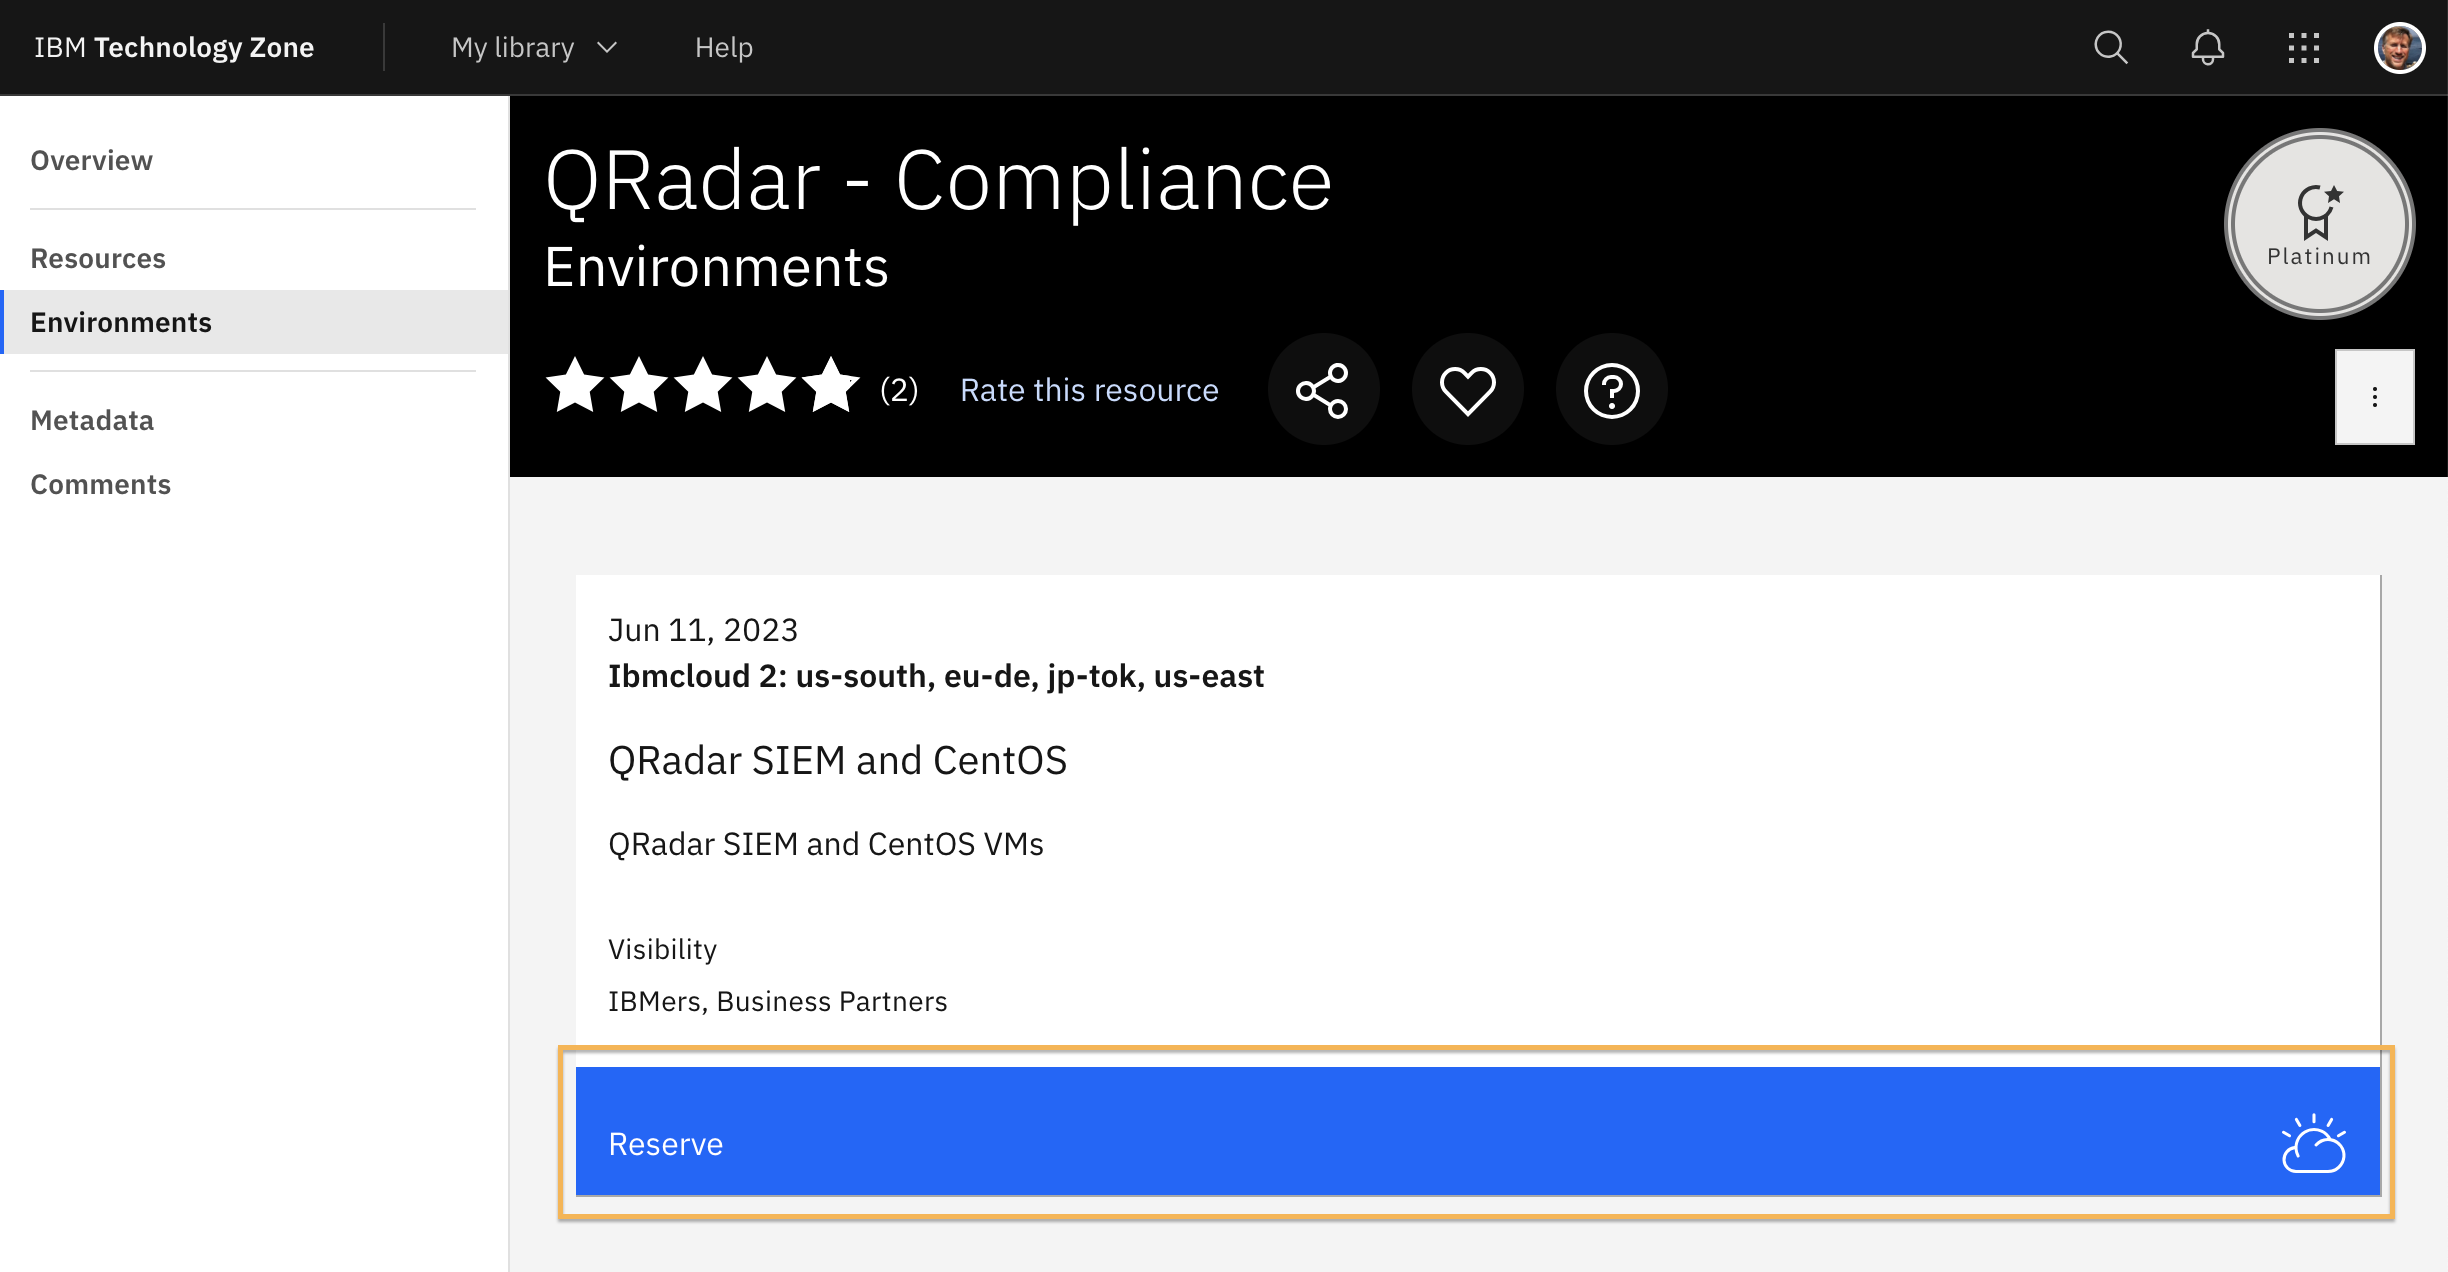 IBM Technology Zone
My library
Help
Overview
Resources
Environments
Metadata
Comments
QRadar - Compliance
Environments
(2)
Rate this resource
Platinum
Jun 11, 2023
Ibmcloud 2: us-south, eu-de, jp-tok, us-east
QRadar SIEM and CentOS
QRadar SIEM and CentOS VMs
Visibility
IBMers, Business Partners
Reserve